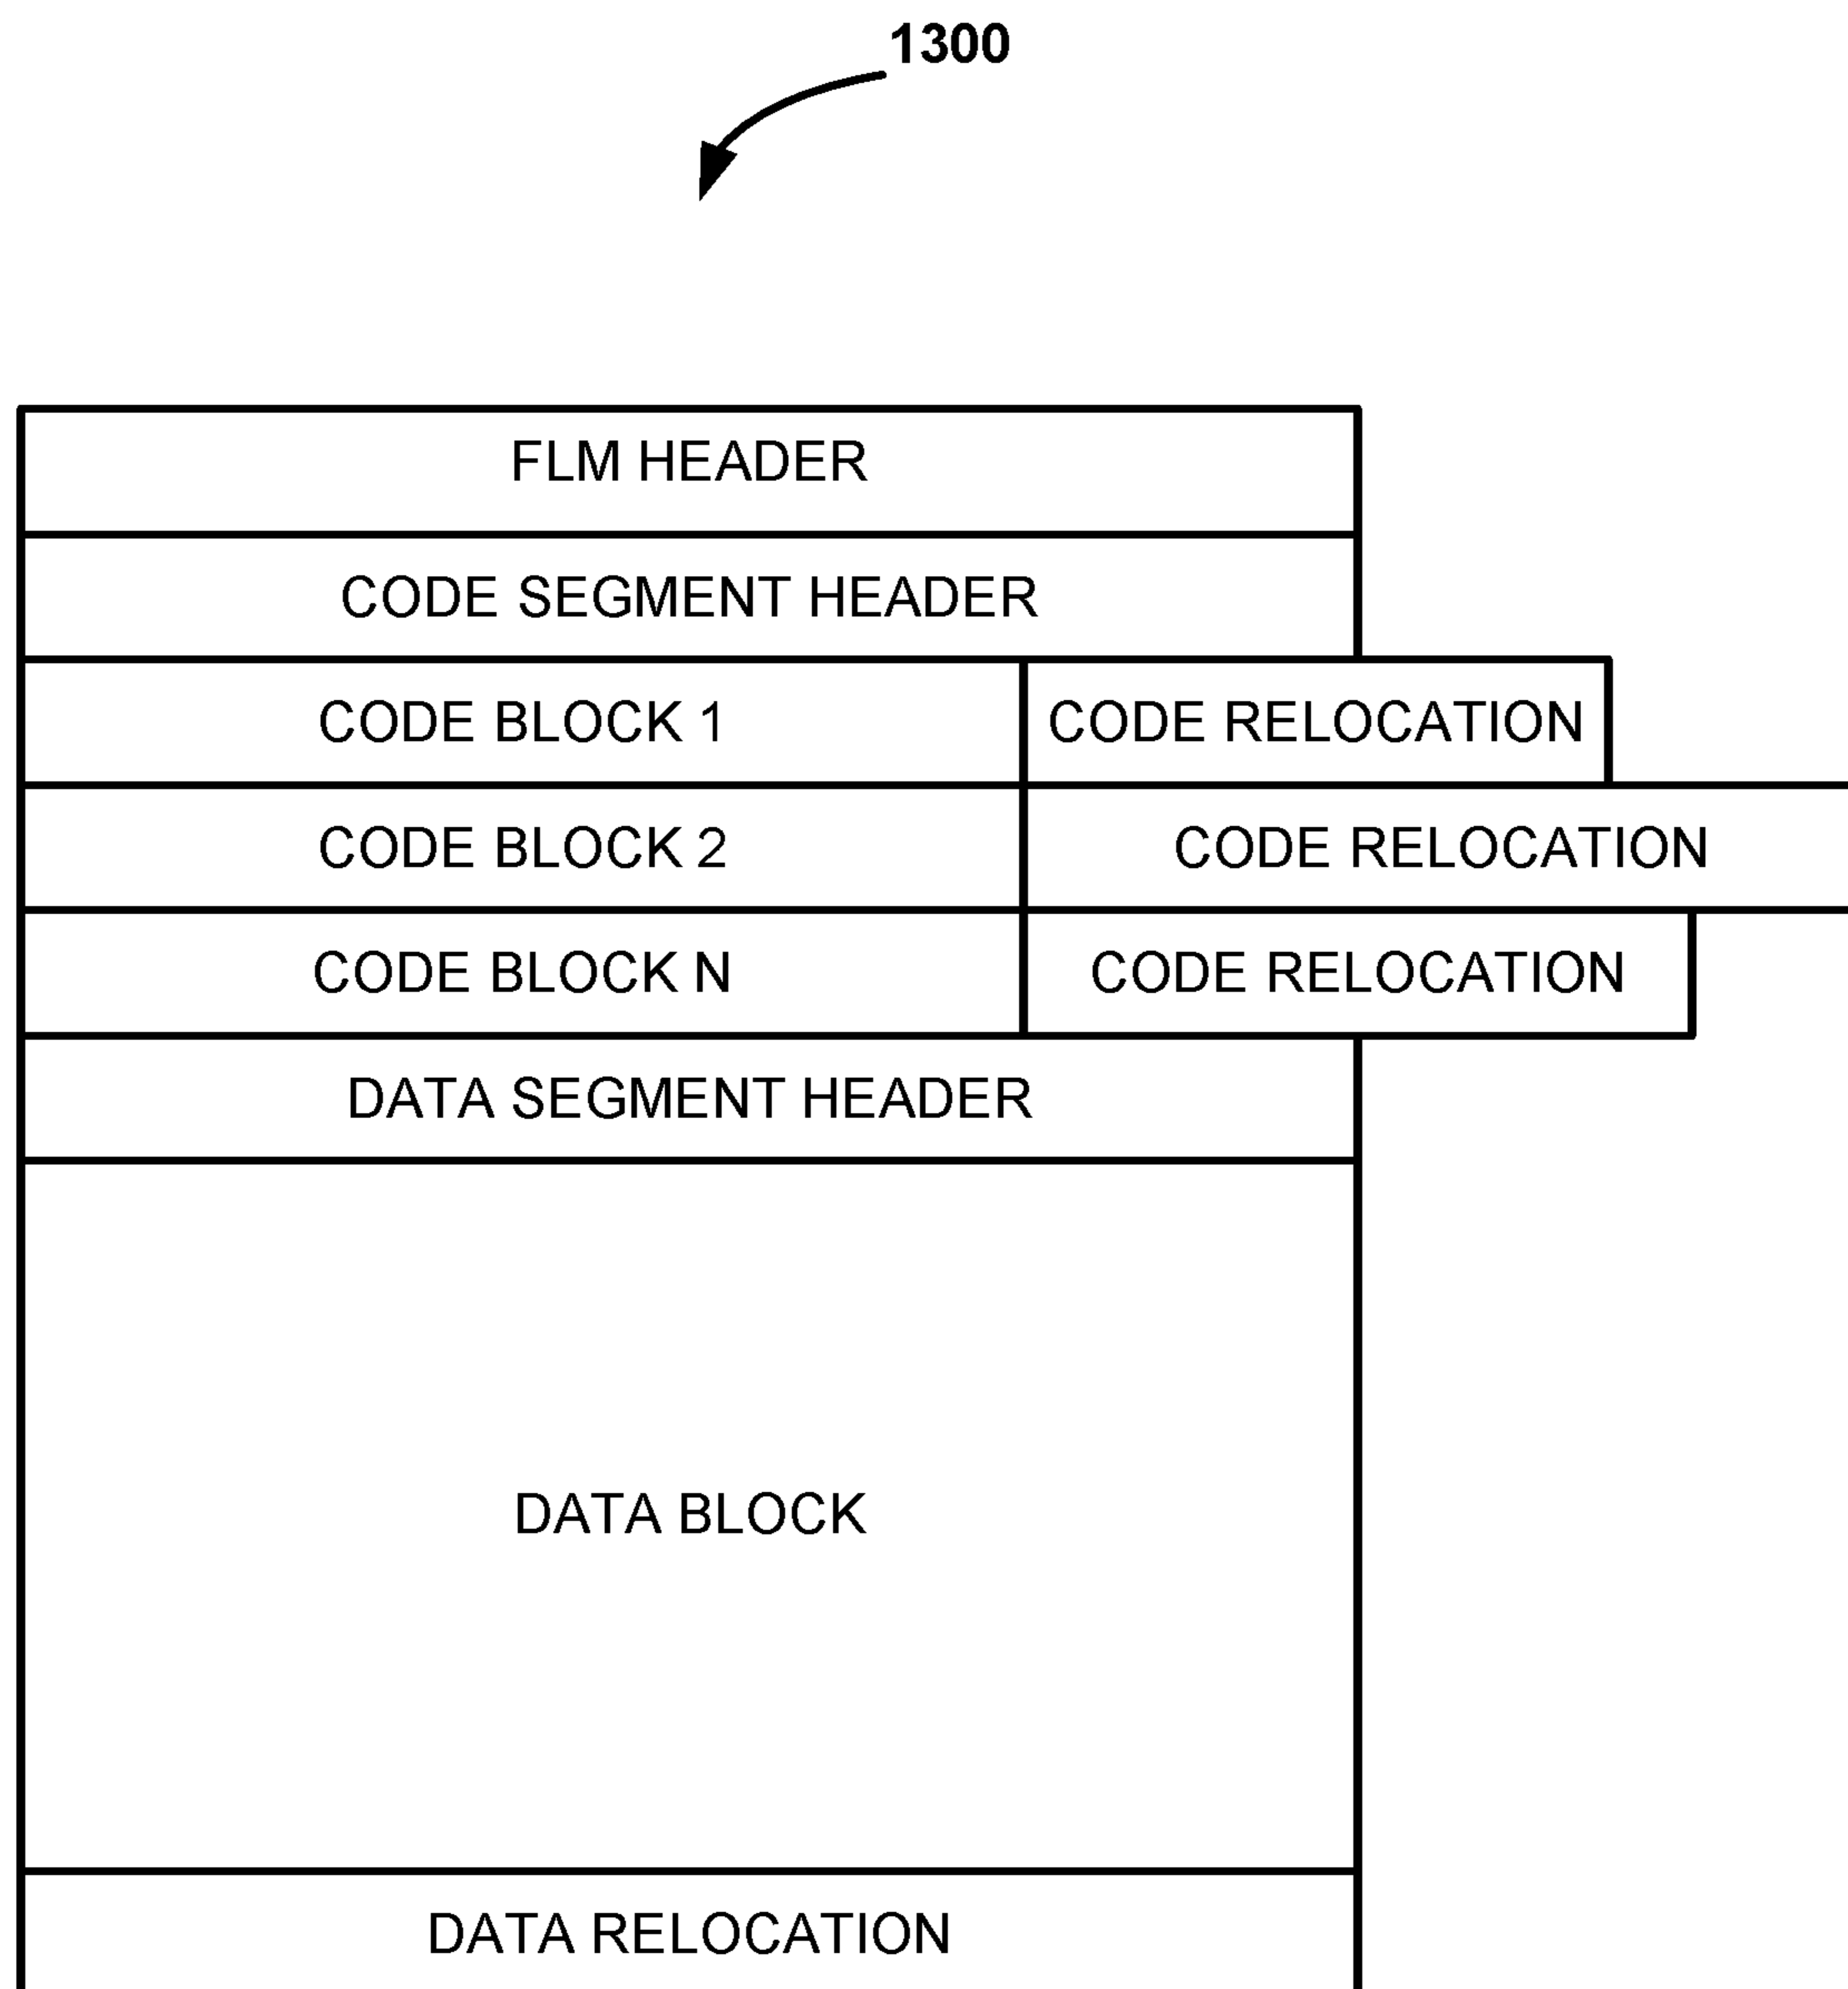 1300
FLM HEADER
CODE SEGMENT HEADER
CODE BLOCK 1 CODE RELOCATION
CODE BLOCK 2 CODE RELOCATION
CODE BLOCK N CODE RELOCATION
DATA SEGMENT HEADER
DATA BLOCK
DATA RELOCATION